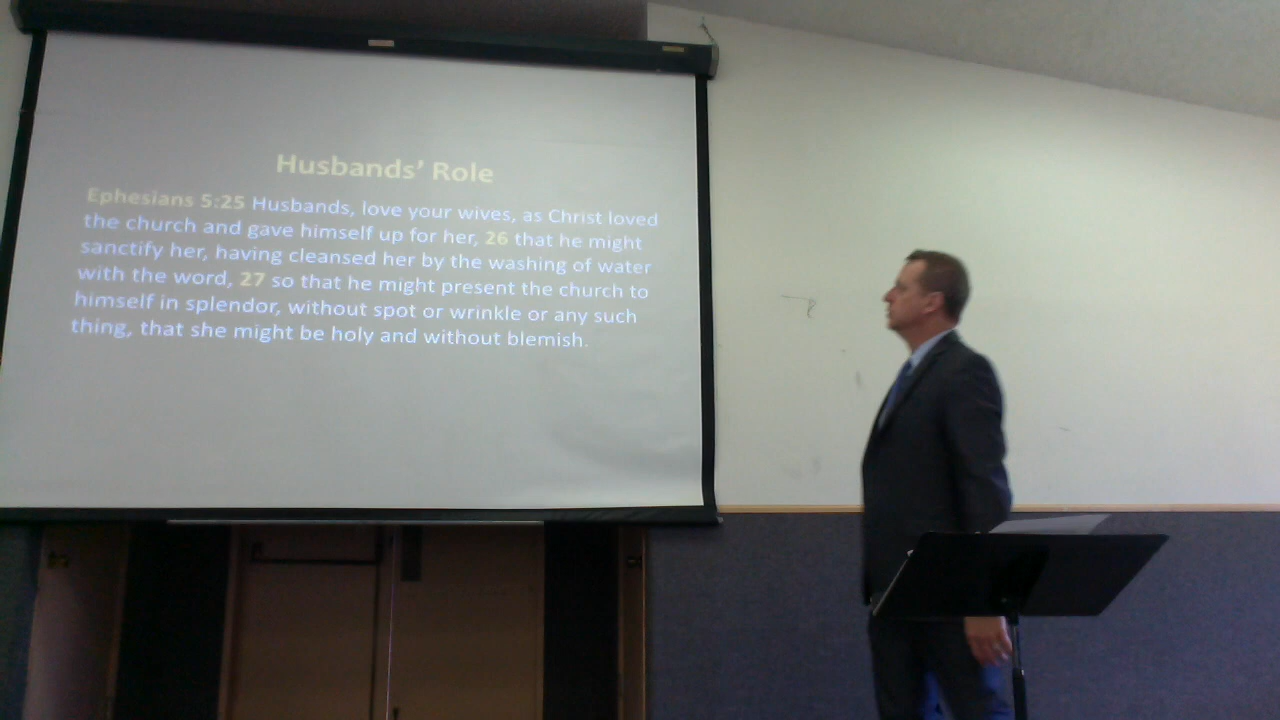 Husbands’ Role
Ephesians 5:25 Husbands, love your wives, as Christ loved
the church and gave himself up for her, 26 that he might
sanctify her, having cleansed her by the washing of water
with the word, 27 so that he might present the church to
himself in splendor, without spot or wrinkle or any such
thing, that she might be holy and without blemish.